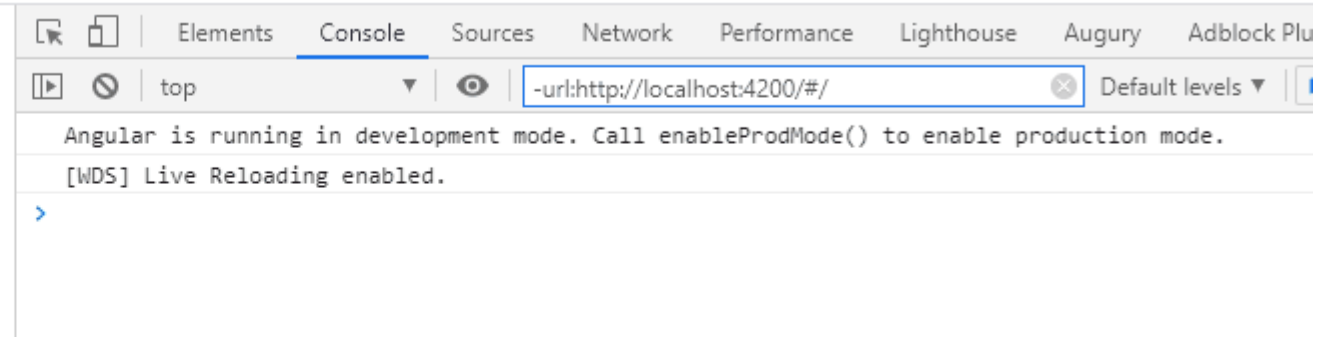 Elements Console Sources Network Performance Lighthouse Augury Adblock Plu
top -url:http://localhost:4200/#/ Default levels
Angular is running in development mode. Call enableProdMode() to enable production mode.
[WDS] Live Reloading enabled.
>